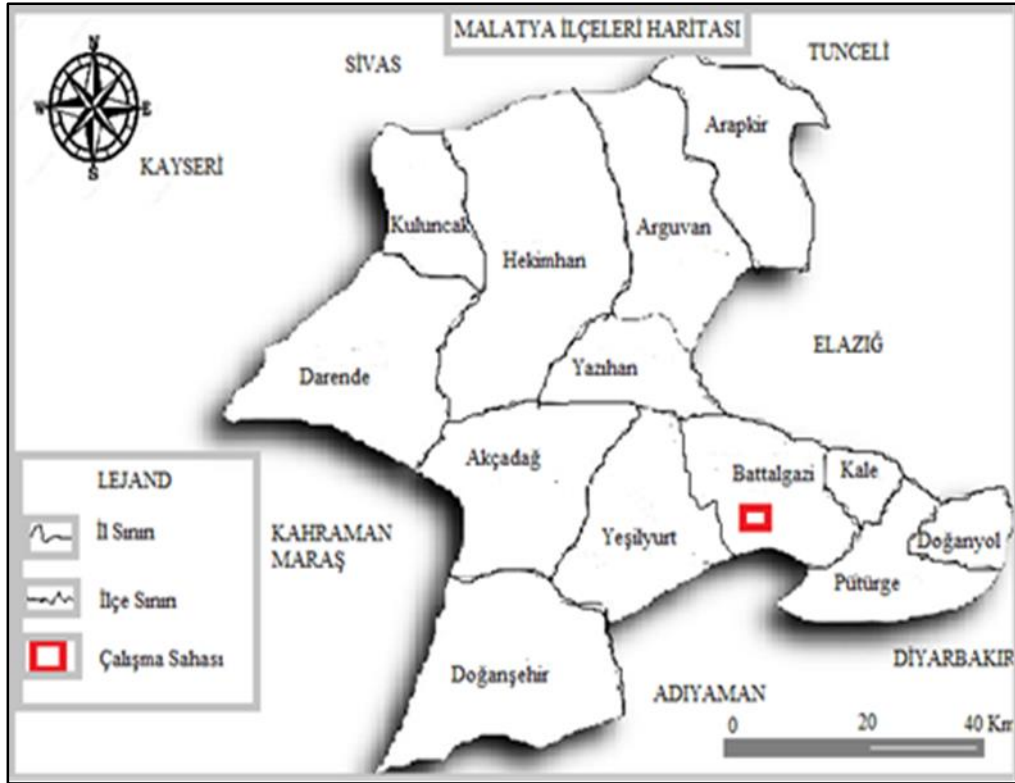 MALATYA İLÇELERİ HARİTASI
TUNCELİ
SİVAS
N
W
E
S
KAYSERİ
Arapkir
Kuluncak
Arguvan
Hekimhan
ELAZIĞ
Darende
Yazıhan
Akçadağ
Battalgazi
Kale
Yeşilyurt
Doğanyol
Pütürge
LEJAND
İl Sınırı
İlçe Sınırı
Çalışma Sahası
KAHRAMAN
MARAŞ
Doğanşehir
ADIYAMAN
DİYARBAKIR
0
20
40 Km